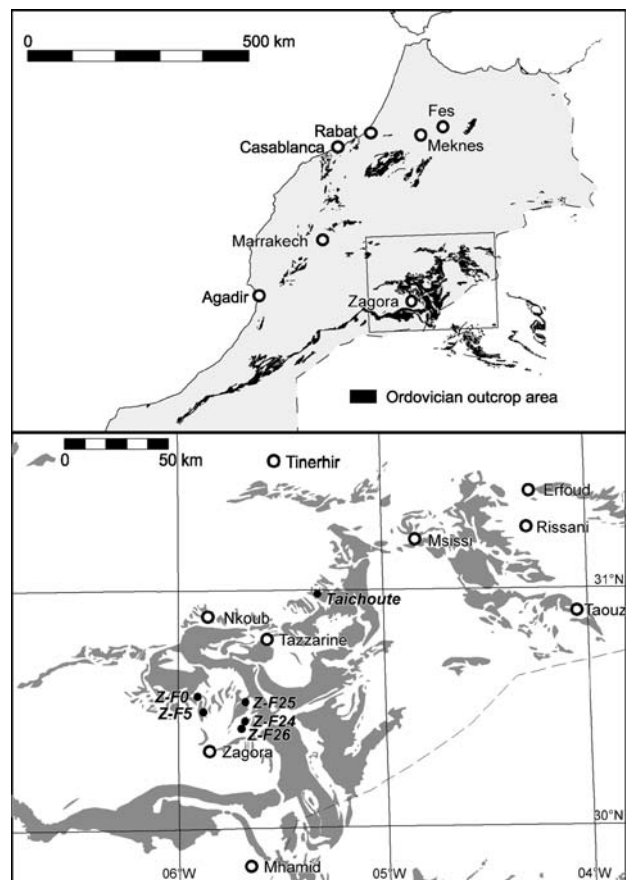 0 500 km
Fes
Rabat
Meknes
Casablanca
Marrakech
Zagora
Agadir
Ordovician outcrop area
0 50 km
Tinerhir
Erfoud
Rissani
Msissi
31°N
Taichoute
Taouz
Nkoub
Tazzarine
Z-F0
Z-F25
Z-F5
Z-F24
Z-F26
Zagora
30°N
06°W 05°W 04°W
Mhamid